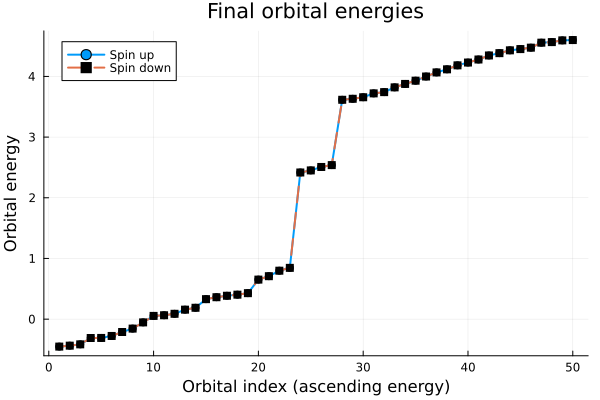 Final orbital energies
Spin up
Spin down
Orbital energy
4
3
2
1
0
0 10 20 30 40 50
Orbital index (ascending energy)